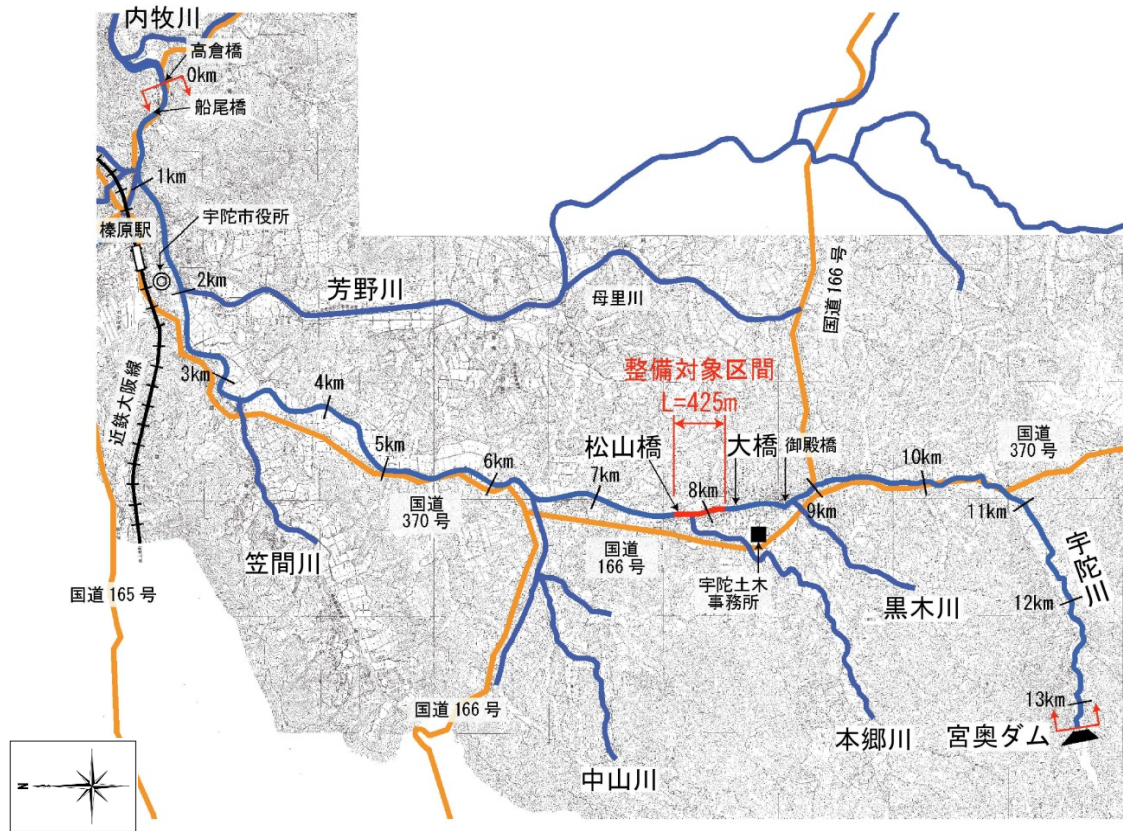 内牧川
高倉橋
0km
船尾橋
1km
榛原駅
宇陀市役所
2km
芳野川
母里川
国道166号
近鉄大阪線
3km
4km
整備対象区間
L=425m
5km
6km
7km
松山橋
8km
大橋
御殿橋
9km
10km
国道
370号
11km
国道
370号
国道
166号
宇陀土木
事務所
笠間川
国道165号
黒木川
宇陀川
12km
13km
国道166号
宮奥ダム
本郷川
中山川
N